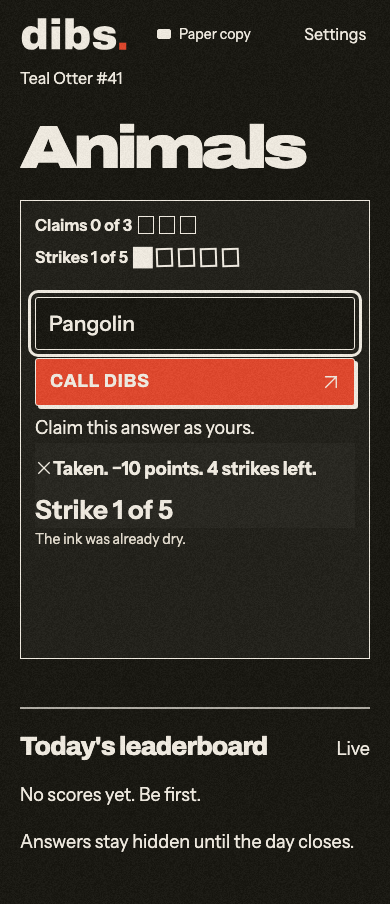 dibs.
Paper copy
Settings
Teal Otter #41
Animals
Claims 0 of 3
Strikes 1 of 5
Pangolin
CALL DIBS
Claim this answer as yours.
Taken. −10 points. 4 strikes left.
Strike 1 of 5
The ink was already dry.
Today's leaderboard
Live
No scores yet. Be first.
Answers stay hidden until the day closes.